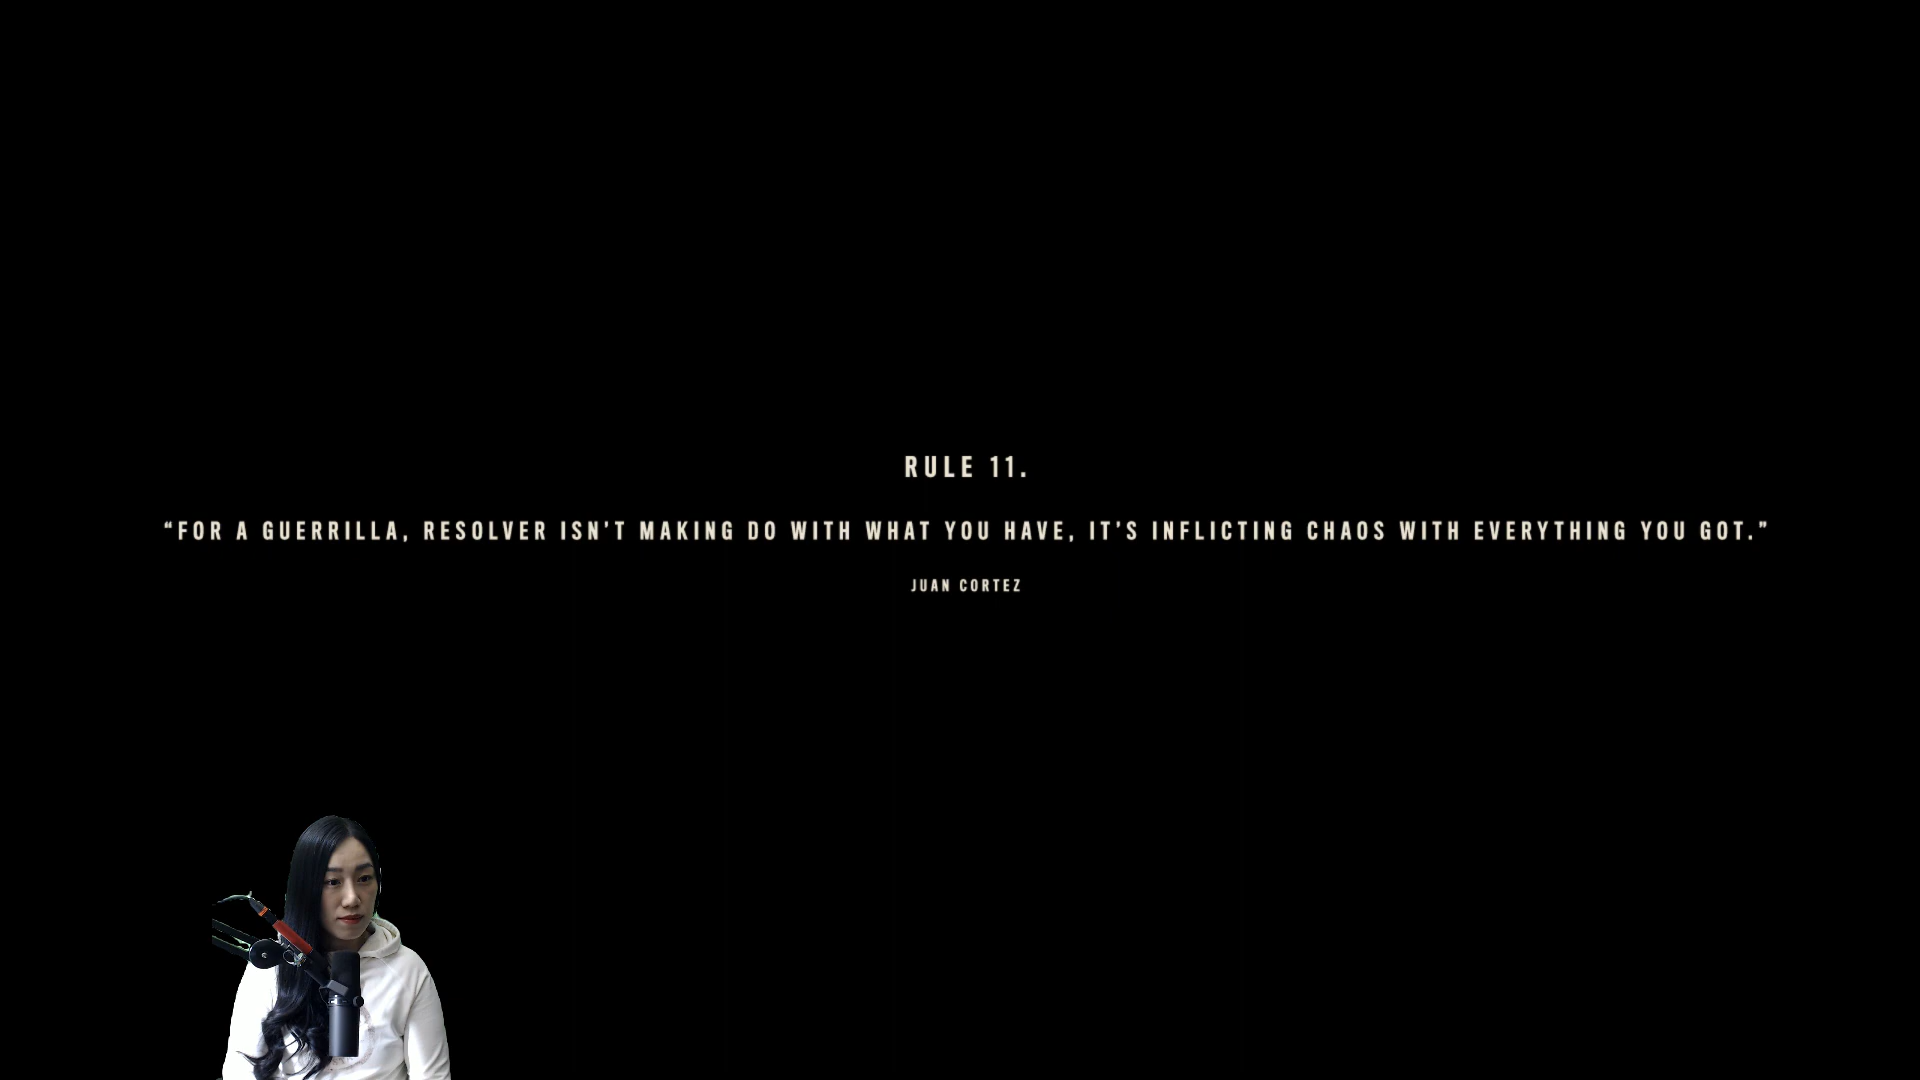 RULE 11.
“FOR A GUERRILLA, RESOLVER ISN’T MAKING DO WITH WHAT YOU HAVE, IT’S INFLICTING CHAOS WITH EVERYTHING YOU GOT.”
JUAN CORTEZ